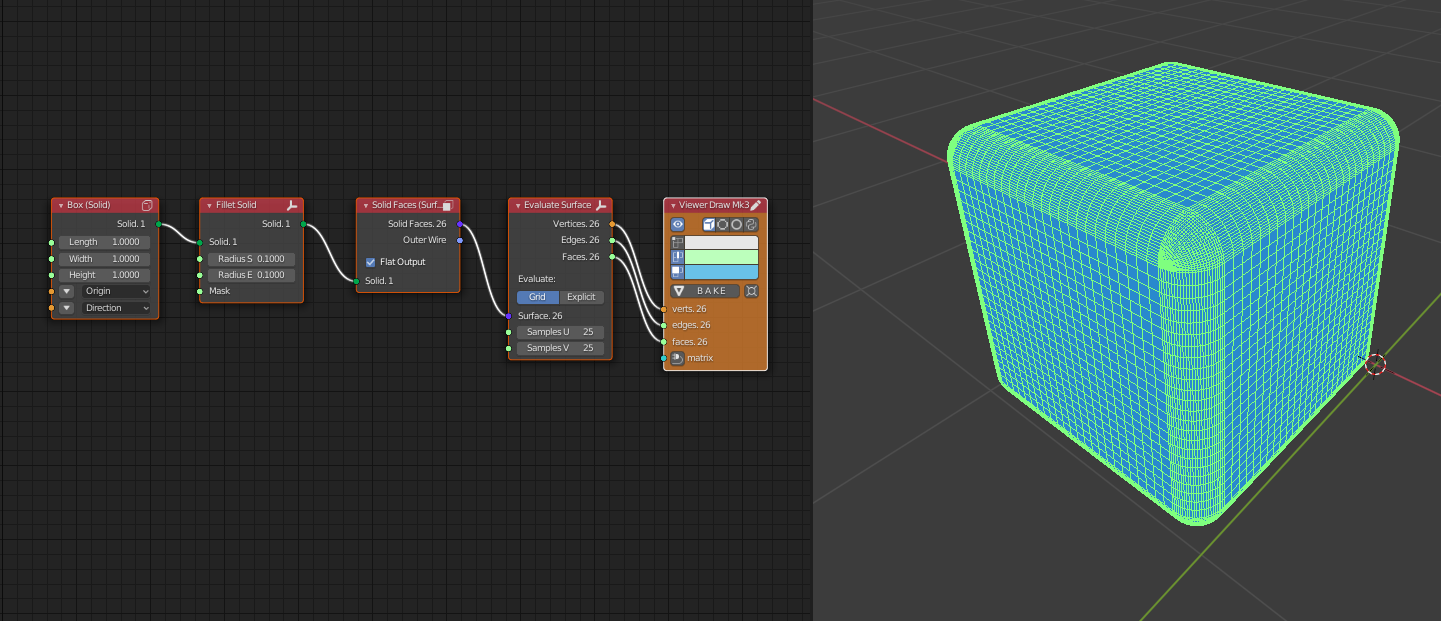 Box (Solid)
Solid. 1
Length 1.0000
Width 1.0000
Height 1.0000
Origin
Direction
Fillet Solid
Solid. 1
Solid. 1
Radius S 0.1000
Radius E 0.1000
Mask
Solid Faces (Surf...
Solid Faces. 26
Outer Wire
Flat Output
Solid. 1
Evaluate Surface
Vertices. 26
Edges. 26
Faces. 26
Evaluate:
Grid Explicit
Surface. 26
Samples U 25
Samples V 25
Viewer Draw Mk3
BAKE
verts. 26
edges. 26
faces. 26
matrix